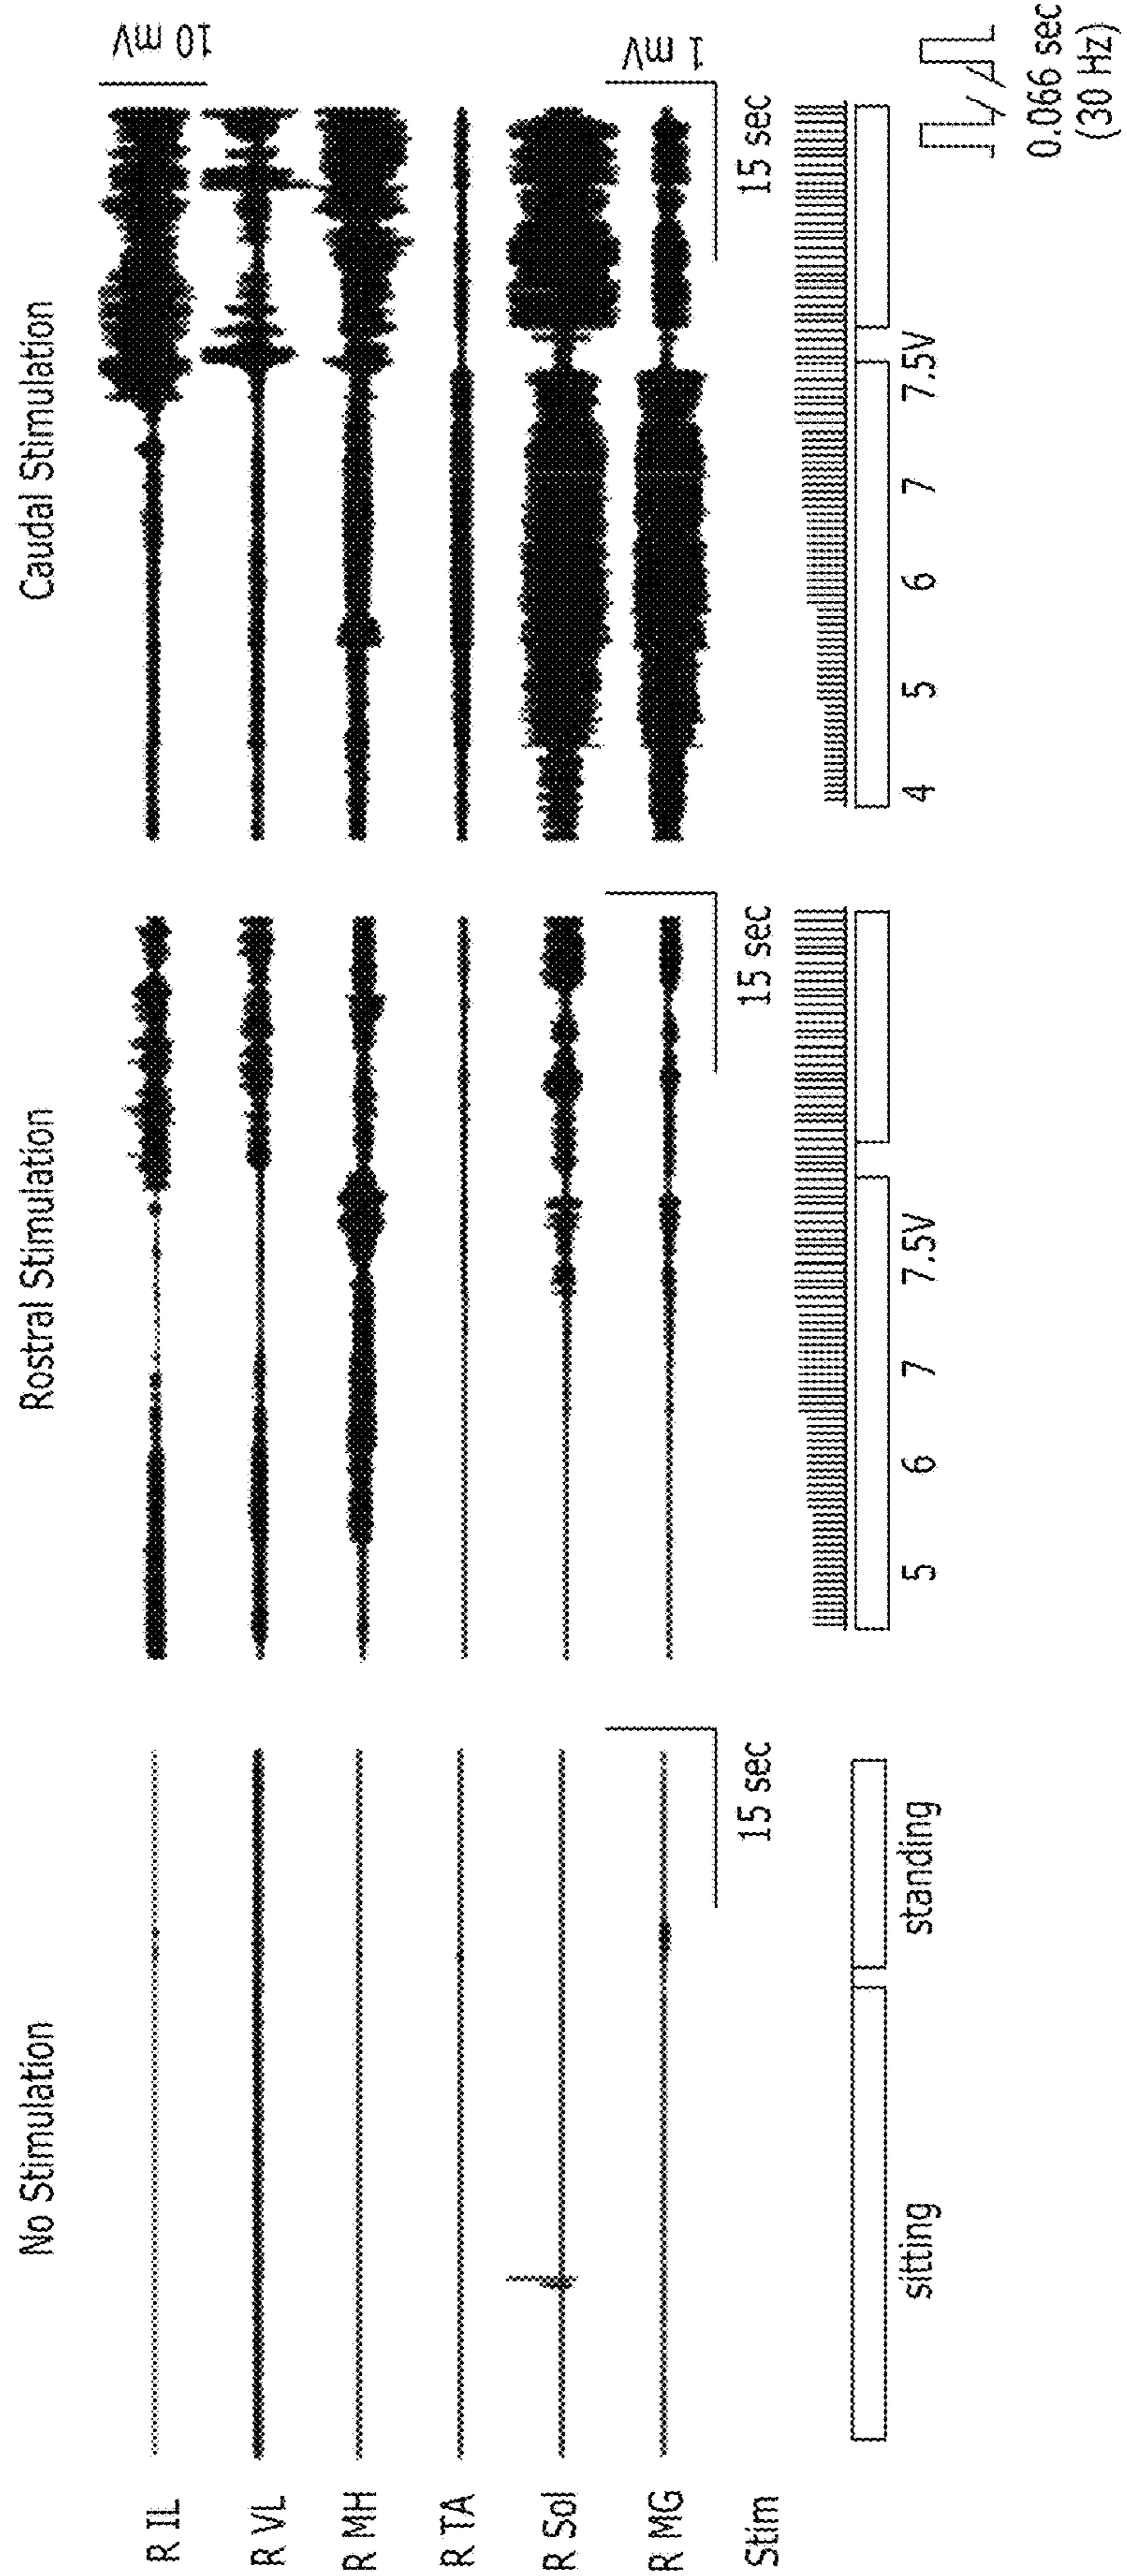 No Stimulation
Rostral Stimulation
Caudal Stimulation
R IL
R VL
R MH
R TA
R Sol
R MG
Stim
10 mV
1 mV
15 sec
15 sec
15 sec
sitting
standing
5
6
7
7.5V
4
5
6
7
7.5V
0.066 sec
(30 Hz)